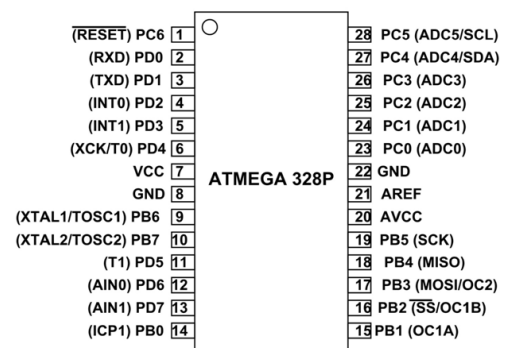 (RESET) PC6 1 28 PC5 (ADC5/SCL)
(RXD) PD0 2 27 PC4 (ADC4/SDA)
(TXD) PD1 3 26 PC3 (ADC3)
(INT0) PD2 4 25 PC2 (ADC2)
(INT1) PD3 5 24 PC1 (ADC1)
(XCK/T0) PD4 6 23 PC0 (ADC0)
VCC 7 22 GND
ATMEGA 328P
GND 8 21 AREF
(XTAL1/TOSC1) PB6 9 20 AVCC
(XTAL2/TOSC2) PB7 10 19 PB5 (SCK)
(T1) PD5 11 18 PB4 (MISO)
(AIN0) PD6 12 17 PB3 (MOSI/OC2)
(AIN1) PD7 13 16 PB2 (SS/OC1B)
(ICP1) PB0 14 15 PB1 (OC1A)